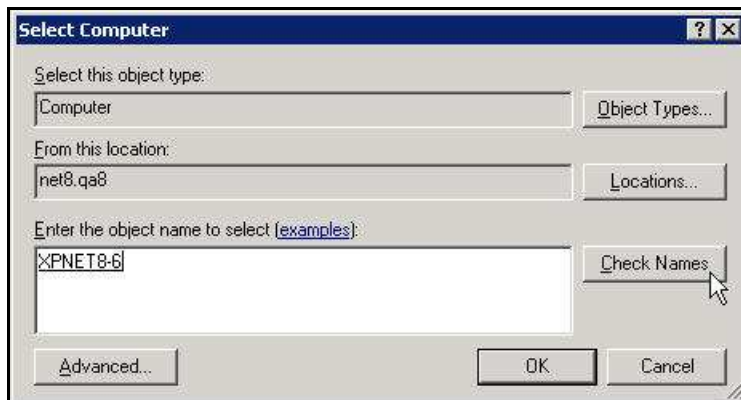 Select Computer
Select this object type:
Computer
Object Types...
From this location:
net8.qa8
Locations...
Enter the object name to select (examples):
XPNET8-6
Check Names
Advanced...
OK
Cancel